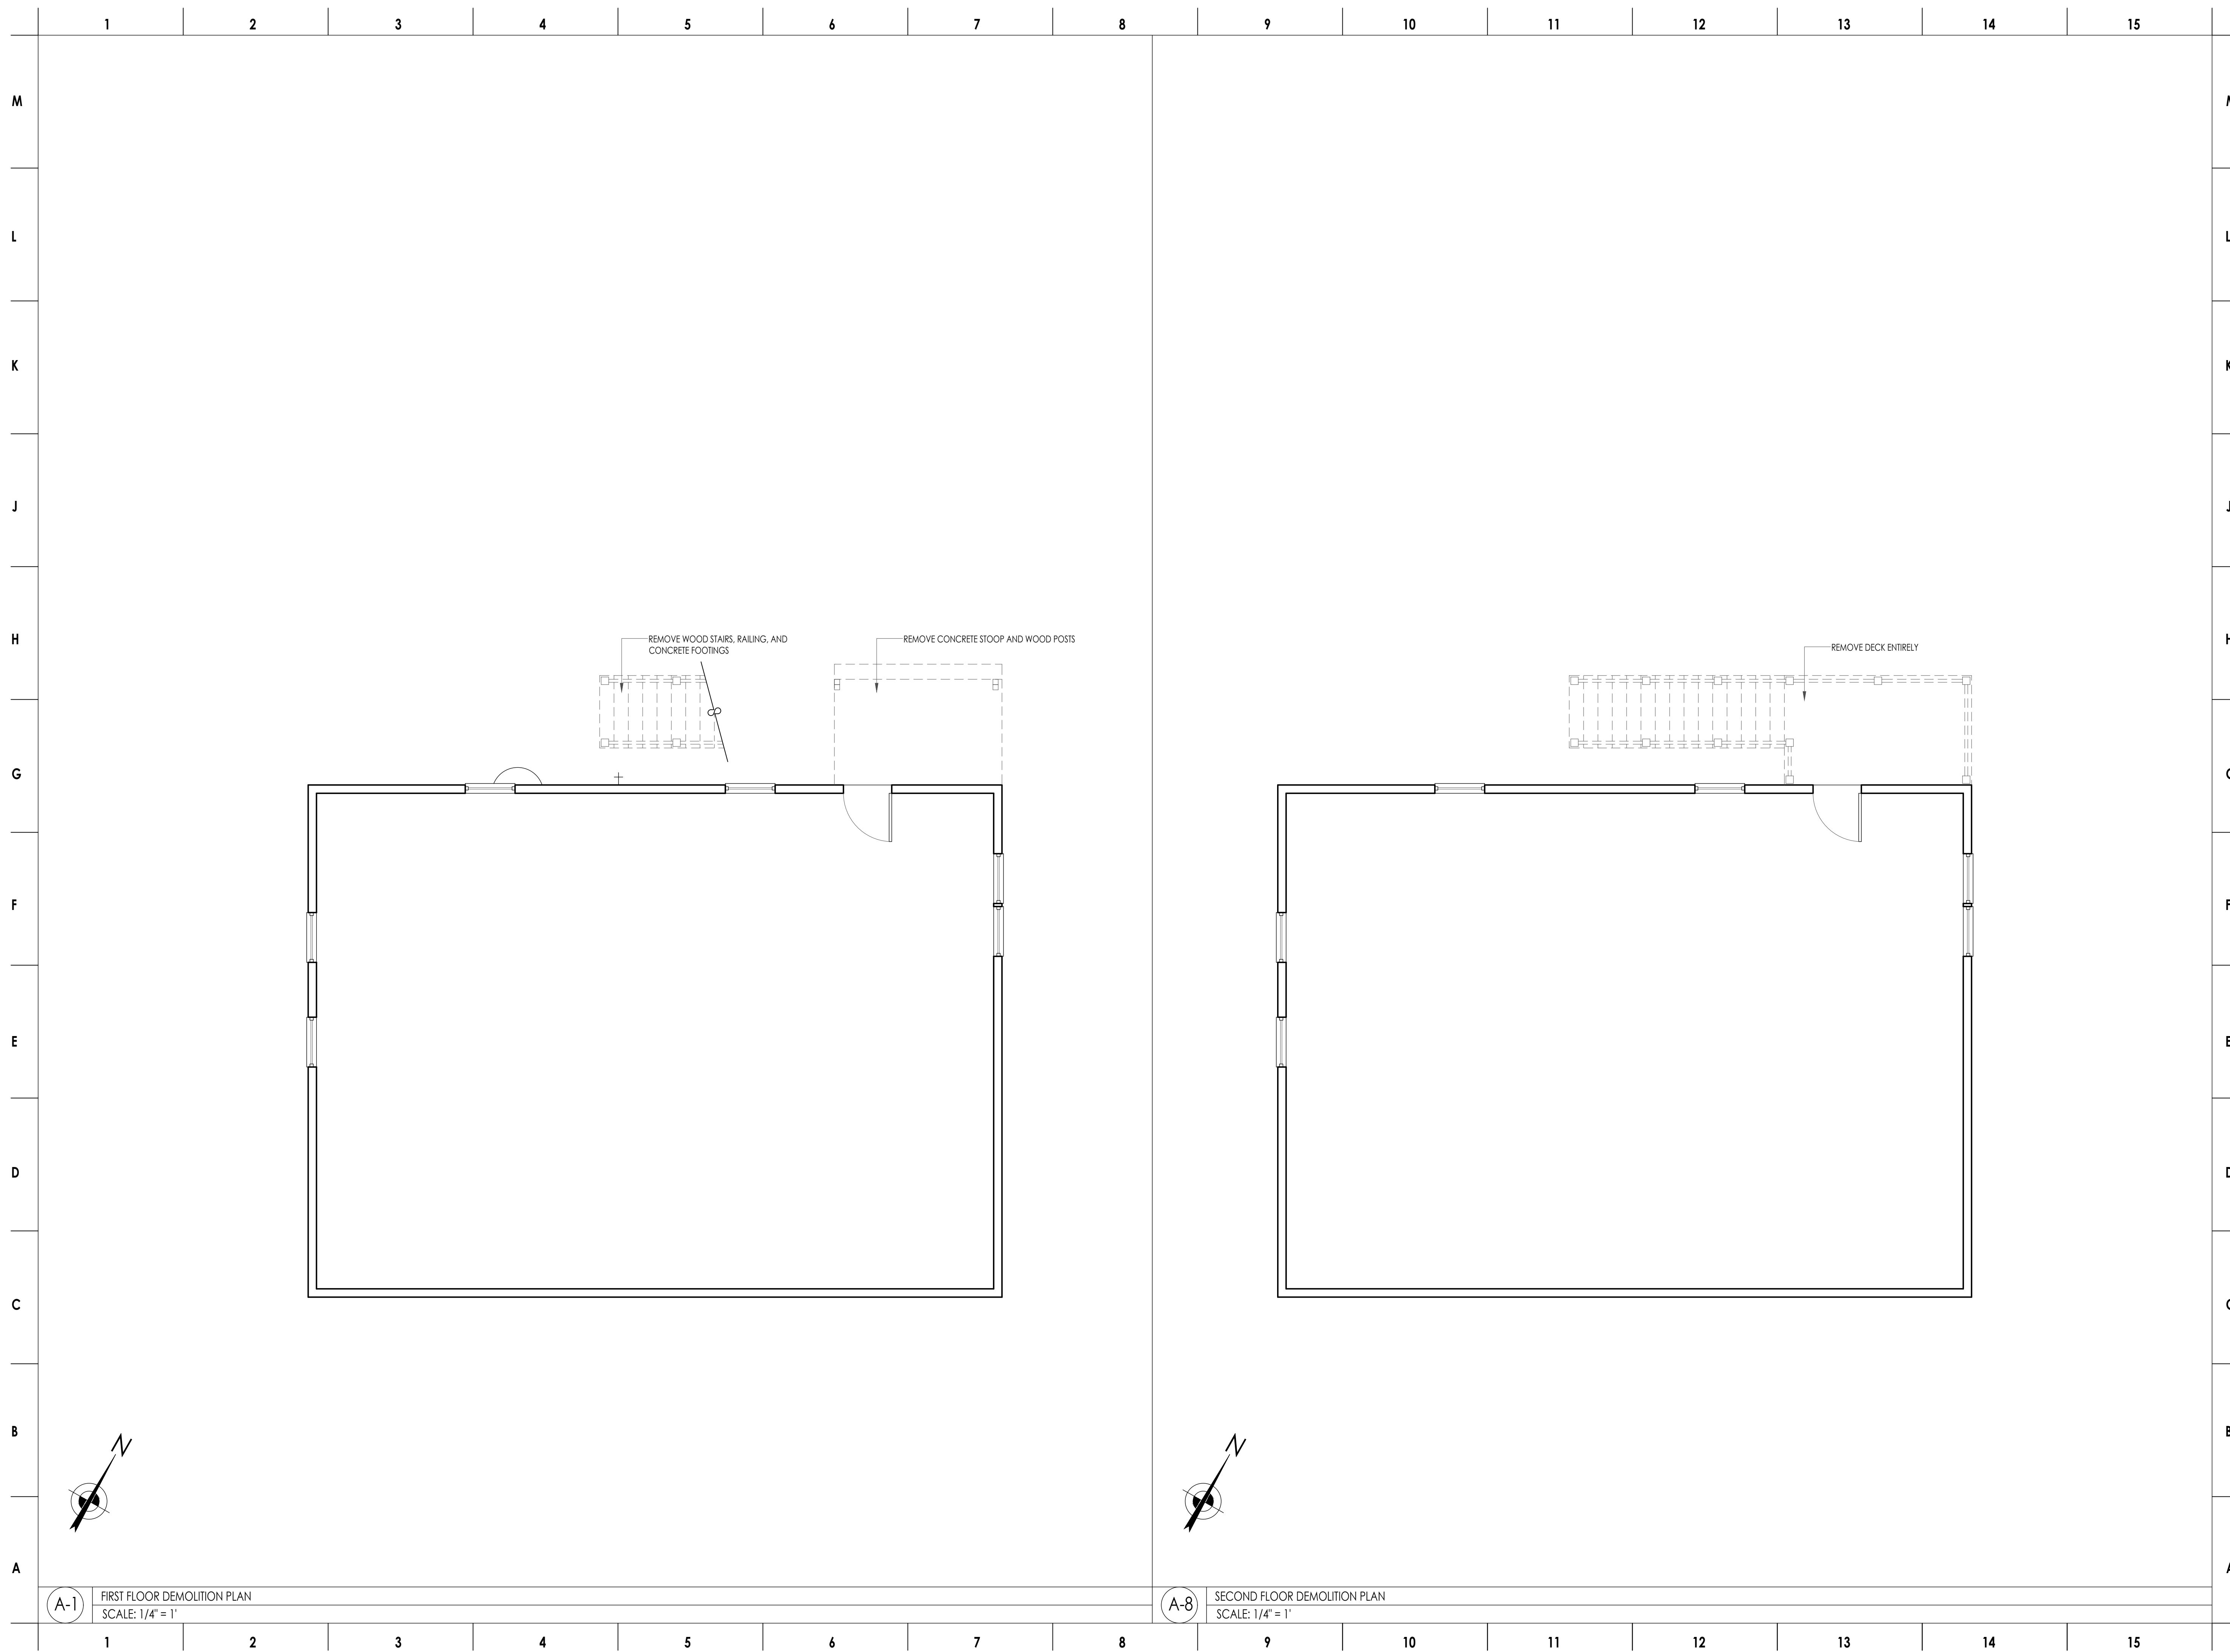 1 2 3 4 5 6 7 8 9 10 11 12 13 14 15
M M
L L
K K
J J
H H
REMOVE WOOD STAIRS, RAILING, AND
CONCRETE FOOTINGS
REMOVE CONCRETE STOOP AND WOOD POSTS
REMOVE DECK ENTIRELY
G G
F F
E E
D D
C C
B B
N N
A A
A-1
FIRST FLOOR DEMOLITION PLAN
SCALE: 1/4" = 1'
A-8
SECOND FLOOR DEMOLITION PLAN
SCALE: 1/4" = 1'
1 2 3 4 5 6 7 8 9 10 11 12 13 14 15